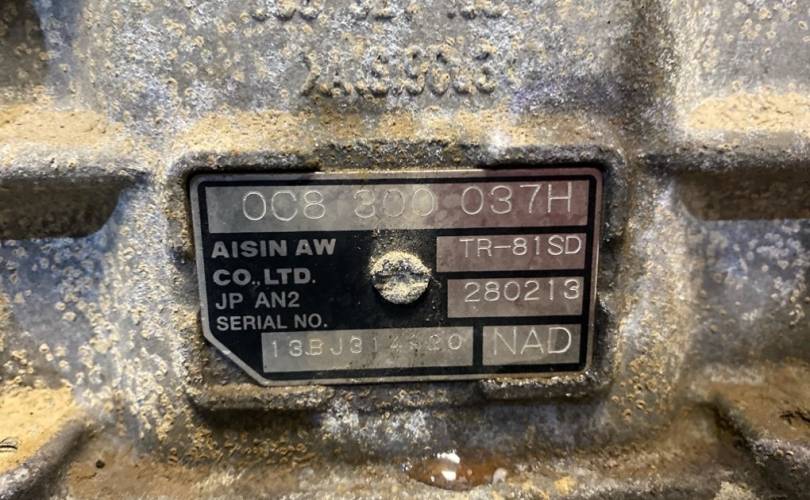 0C8 300 037H
AISIN AW
CO.,LTD.
TR-81SD
JP AN2
280213
SERIAL NO.
NAD